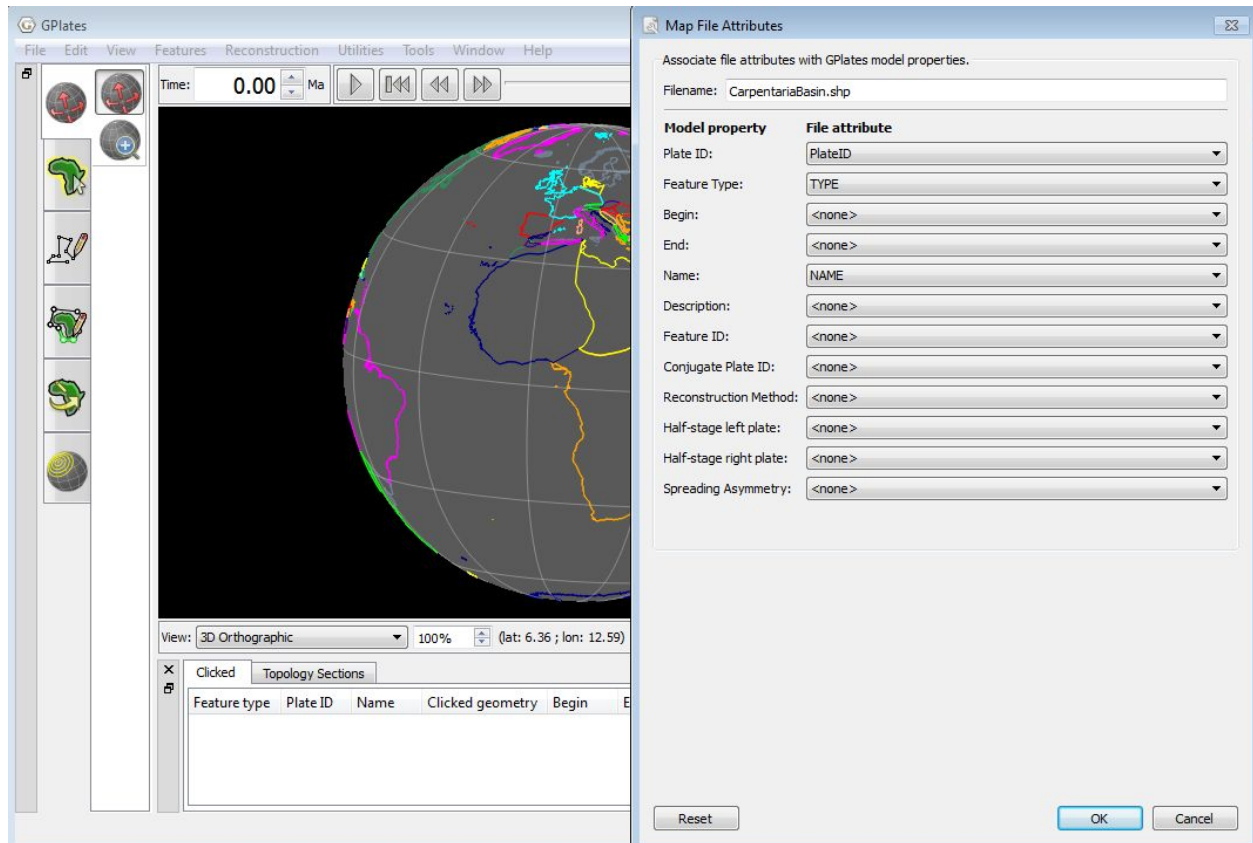 GPlates
File Edit View Features Reconstruction Utilities Tools Window Help
Time: 0.00 Ma
View: 3D Orthographic 100% (lat: 6.36 ; lon: 12.59)
Clicked Topology Sections
Feature type Plate ID Name Clicked geometry Begin E
Map File Attributes
Associate file attributes with GPlates model properties.
Filename: CarpentariaBasin.shp
Model property File attribute
Plate ID: PlateID
Feature Type: TYPE
Begin: <none>
End: <none>
Name: NAME
Description: <none>
Feature ID: <none>
Conjugate Plate ID: <none>
Reconstruction Method: <none>
Half-stage left plate: <none>
Half-stage right plate: <none>
Spreading Asymmetry: <none>
Reset OK Cancel